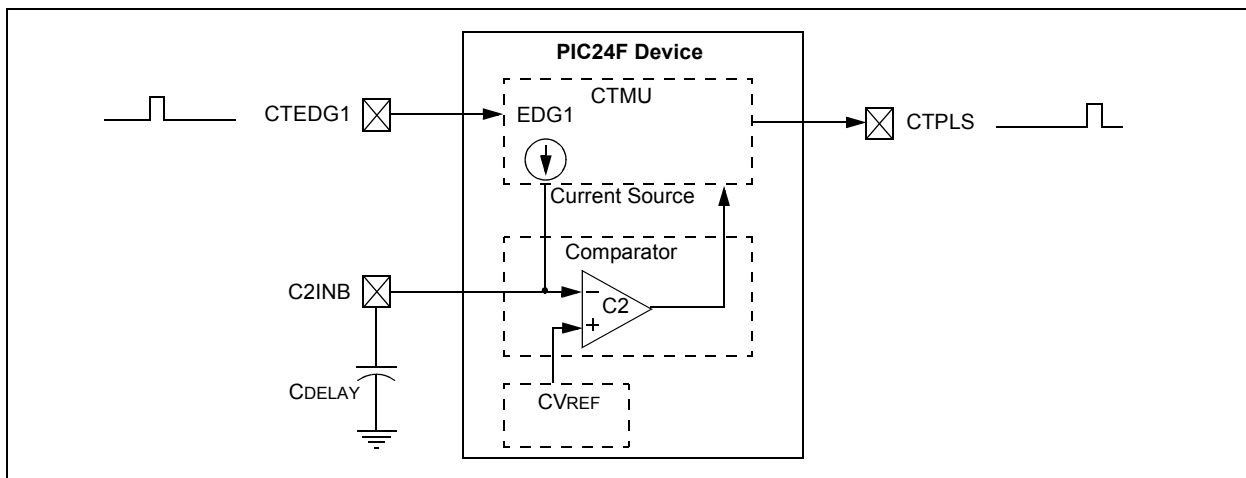 PIC24F Device
CTMU
CTEDG1
EDG1
CTPLS
Current Source
Comparator
C2INB
C2
CDELAY
CVREF